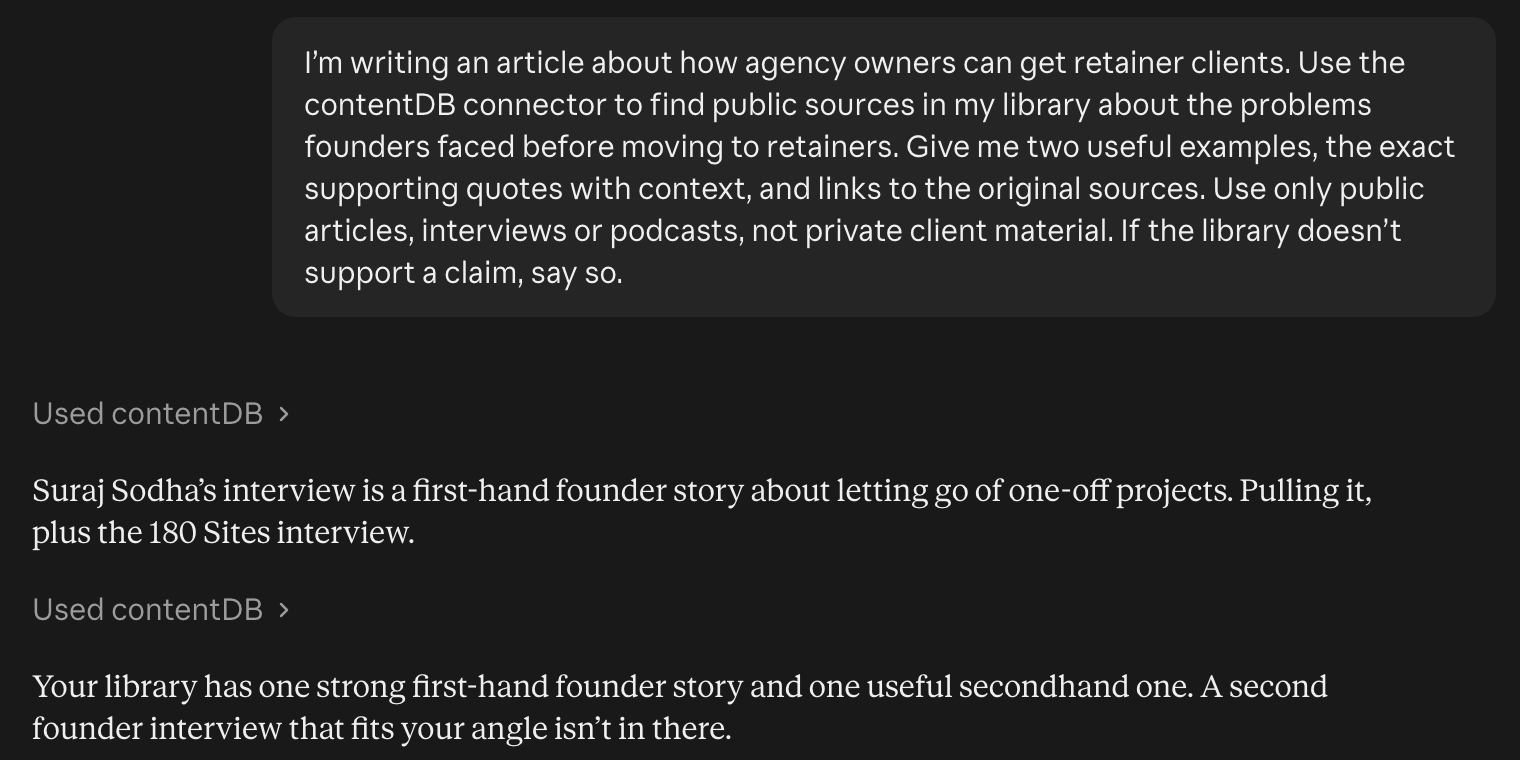 I’m writing an article about how agency owners can get retainer clients. Use the
contentDB connector to find public sources in my library about the problems
founders faced before moving to retainers. Give me two useful examples, the exact
supporting quotes with context, and links to the original sources. Use only public
articles, interviews or podcasts, not private client material. If the library doesn’t
support a claim, say so.
Used contentDB >
Suraj Sodha’s interview is a first-hand founder story about letting go of one-off projects. Pulling it,
plus the 180 Sites interview.
Used contentDB >
Your library has one strong first-hand founder story and one useful secondhand one. A second
founder interview that fits your angle isn’t in there.